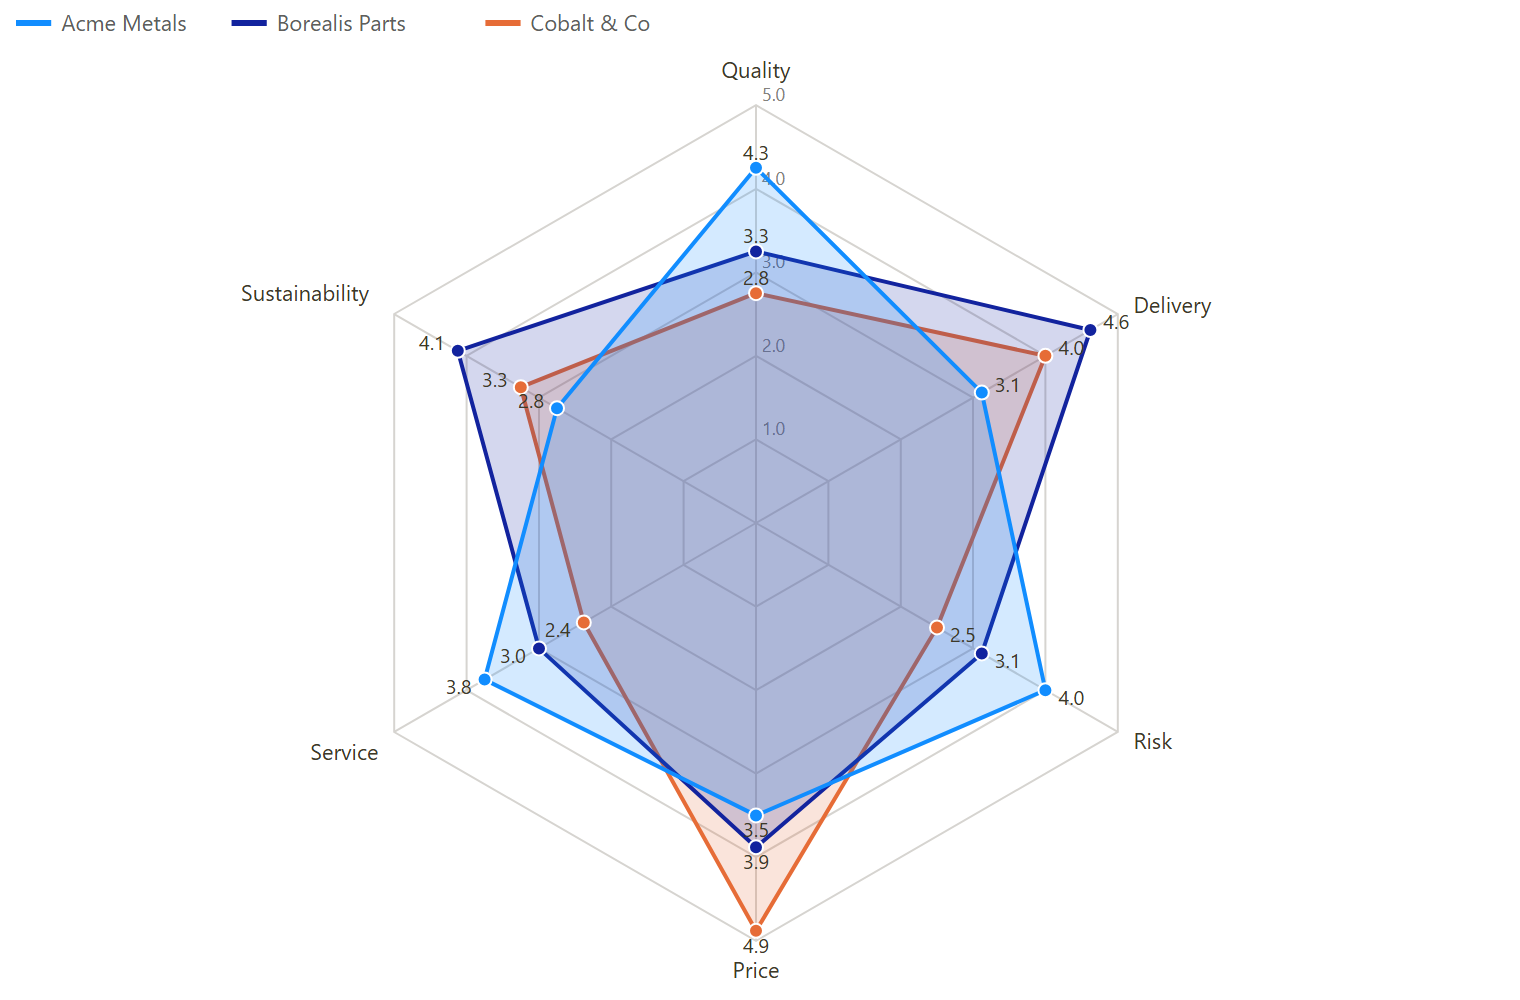 Acme Metals
Borealis Parts
Cobalt & Co
Quality
5.0
4.3
4.0
3.3
3.0
2.8
2.0
1.0
Sustainability
Delivery
4.6
4.1
4.0
3.3
3.1
2.8
2.4
2.5
3.0
3.1
3.8
4.0
Service
Risk
3.5
3.9
4.9
Price